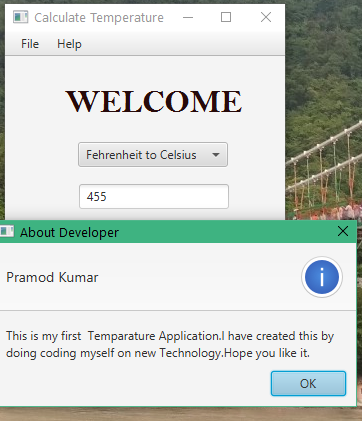 Calculate Temperature
File Help
WELCOME
Fehrenheit to Celsius
455
About Developer
Pramod Kumar
i
This is my first  Temparature Application.I have created this by
doing coding myself on new Technology.Hope you like it.
OK